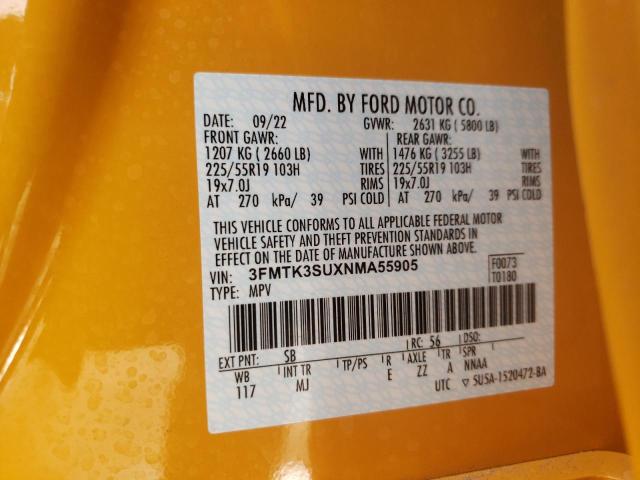 MFD. BY FORD MOTOR CO.
DATE: 09/22 GVWR: 2631 KG ( 5800 LB)
FRONT GAWR: REAR GAWR:
1207 KG ( 2660 LB) WITH 1476 KG ( 3255 LB) WITH
225/55R19 103H TIRES 225/55R19 103H TIRES
19x7.0J RIMS 19x7.0J RIMS
AT 270 kPa/ 39 PSI COLD AT 270 kPa/ 39 PSI COLD
THIS VEHICLE CONFORMS TO ALL APPLICABLE FEDERAL MOTOR
VEHICLE SAFETY AND THEFT PREVENTION STANDARDS IN
EFFECT ON THE DATE OF MANUFACTURE SHOWN ABOVE.
VIN: 3FMTK3SUXNMA55905 F0073
TYPE: MPV T0180
EXT PNT: SB RC: 56 DSO:
WB INT TR TP/PS R AXLE TR SPR
117 MJ E ZZ A NNAA
UTC ▽ SU5A-1520472-BA